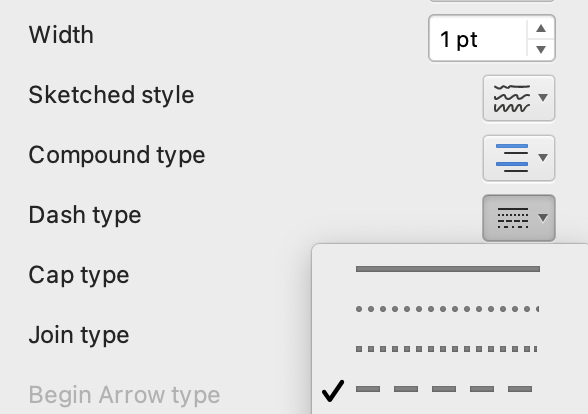 Width
1 pt
Sketched style
Compound type
Dash type
Cap type
Join type
Begin Arrow type